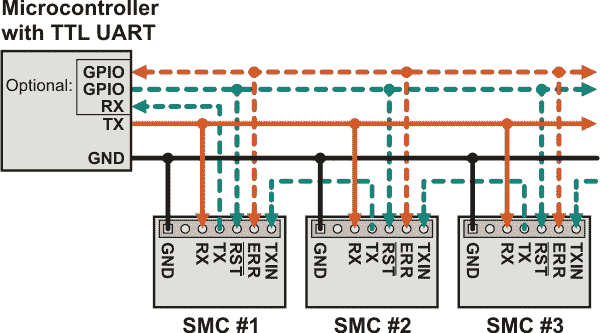 Microcontroller
with TTL UART
Optional:
GPIO
GPIO
RX
TX
GND
GND RX TX RST ERR TXIN
GND RX TX RST ERR TXIN
GND RX TX RST ERR TXIN
SMC #1 SMC #2 SMC #3